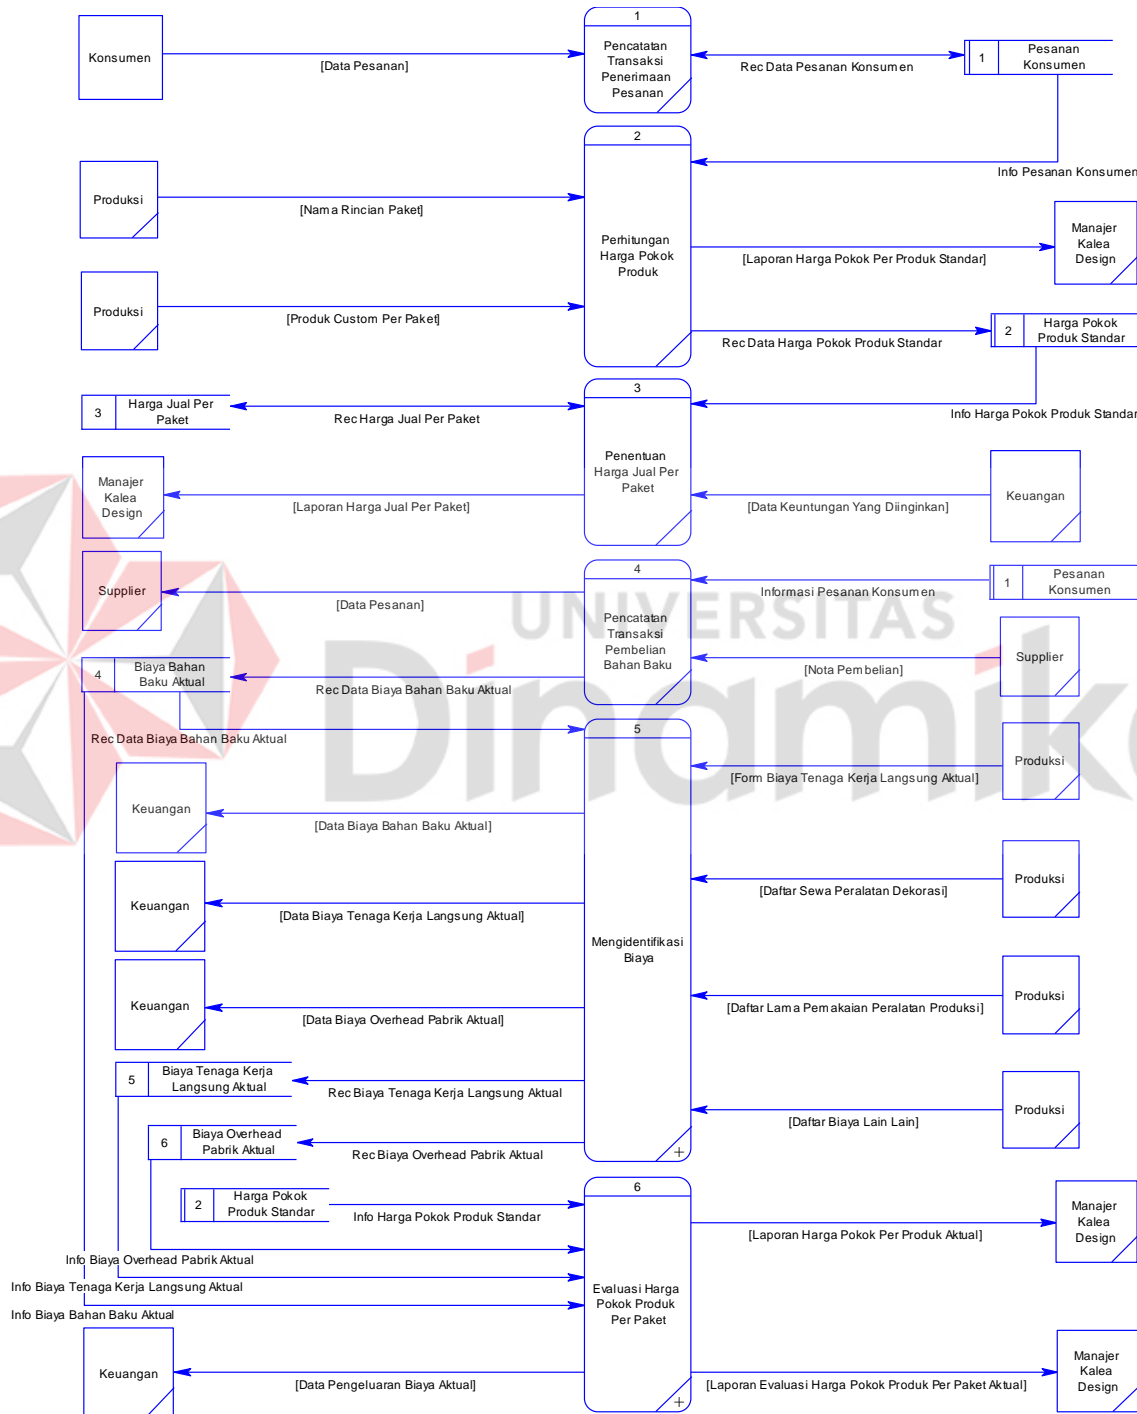 1
Konsumen
[Data Pesanan]
Pencatatan
Transaksi
Penerimaan
Pesanan
Rec Data Pesanan Konsumen
1
Pesanan
Konsumen
2
Info Pesanan Konsumen
Produksi
[Nama Rincian Paket]
Perhitungan
Harga Pokok
Produk
[Laporan Harga Pokok Per Produk Standar]
Manajer
Kalea
Design
Produksi
[Produk Custom Per Paket]
Rec Data Harga Pokok Produk Standar
2
Harga Pokok
Produk Standar
3
3
Harga Jual Per
Paket
Rec Harga Jual Per Paket
Info Harga Pokok Produk Standar
Penentuan
Harga Jual Per
Paket
Manajer
Kalea
Design
[Laporan Harga Jual Per Paket]
[Data Keuntungan Yang Diinginkan]
Keuangan
4
Supplier
[Data Pesanan]
Pencatatan
Transaksi
Pembelian
Bahan Baku
Informasi Pesanan Konsumen
1
Pesanan
Konsumen
UNIVERSITAS
Dinamika
[Nota Pembelian]
Supplier
4
Biaya Bahan
Baku Aktual
Rec Data Biaya Bahan Baku Aktual
Rec Data Biaya Bahan Baku Aktual
5
[Form Biaya Tenaga Kerja Langsung Aktual]
Produksi
Keuangan
[Data Biaya Bahan Baku Aktual]
Keuangan
[Data Biaya Tenaga Kerja Langsung Aktual]
[Daftar Sewa Peralatan Dekorasi]
Produksi
Mengidentifikasi
Biaya
Keuangan
[Data Biaya Overhead Pabrik Aktual]
[Daftar Lama Pemakaian Peralatan Produksi]
Produksi
5
Biaya Tenaga Kerja
Langsung Aktual
Rec Biaya Tenaga Kerja Langsung Aktual
[Daftar Biaya Lain Lain]
Produksi
6
Biaya Overhead
Pabrik Aktual
Rec Biaya Overhead Pabrik Aktual
+
6
2
Harga Pokok
Produk Standar
Info Harga Pokok Produk Standar
[Laporan Harga Pokok Per Produk Aktual]
Manajer
Kalea
Design
Info Biaya Overhead Pabrik Aktual
Info Biaya Tenaga Kerja Langsung Aktual
Info Biaya Bahan Baku Aktual
Evaluasi Harga
Pokok Produk
Per Paket
Keuangan
[Data Pengeluaran Biaya Aktual]
[Laporan Evaluasi Harga Pokok Produk Per Paket Aktual]
Manajer
Kalea
Design
+